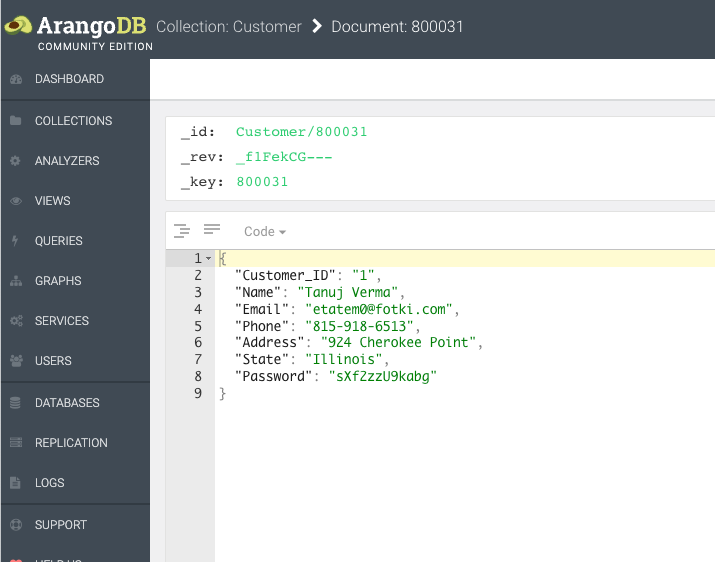 ArangoDB Collection: Customer > Document: 800031
COMMUNITY EDITION
DASHBOARD
COLLECTIONS
ANALYZERS
VIEWS
QUERIES
GRAPHS
SERVICES
USERS
DATABASES
REPLICATION
LOGS
SUPPORT
_id: Customer/800031
_rev: _f1FekCG---
_key: 800031
Code
1 {
2 "Customer_ID": "1",
3 "Name": "Tanuj Verma",
4 "Email": "etatem0@fotki.com",
5 "Phone": "815-918-6513",
6 "Address": "924 Cherokee Point",
7 "State": "Illinois",
8 "Password": "sXf2zzU9kabg"
9 }